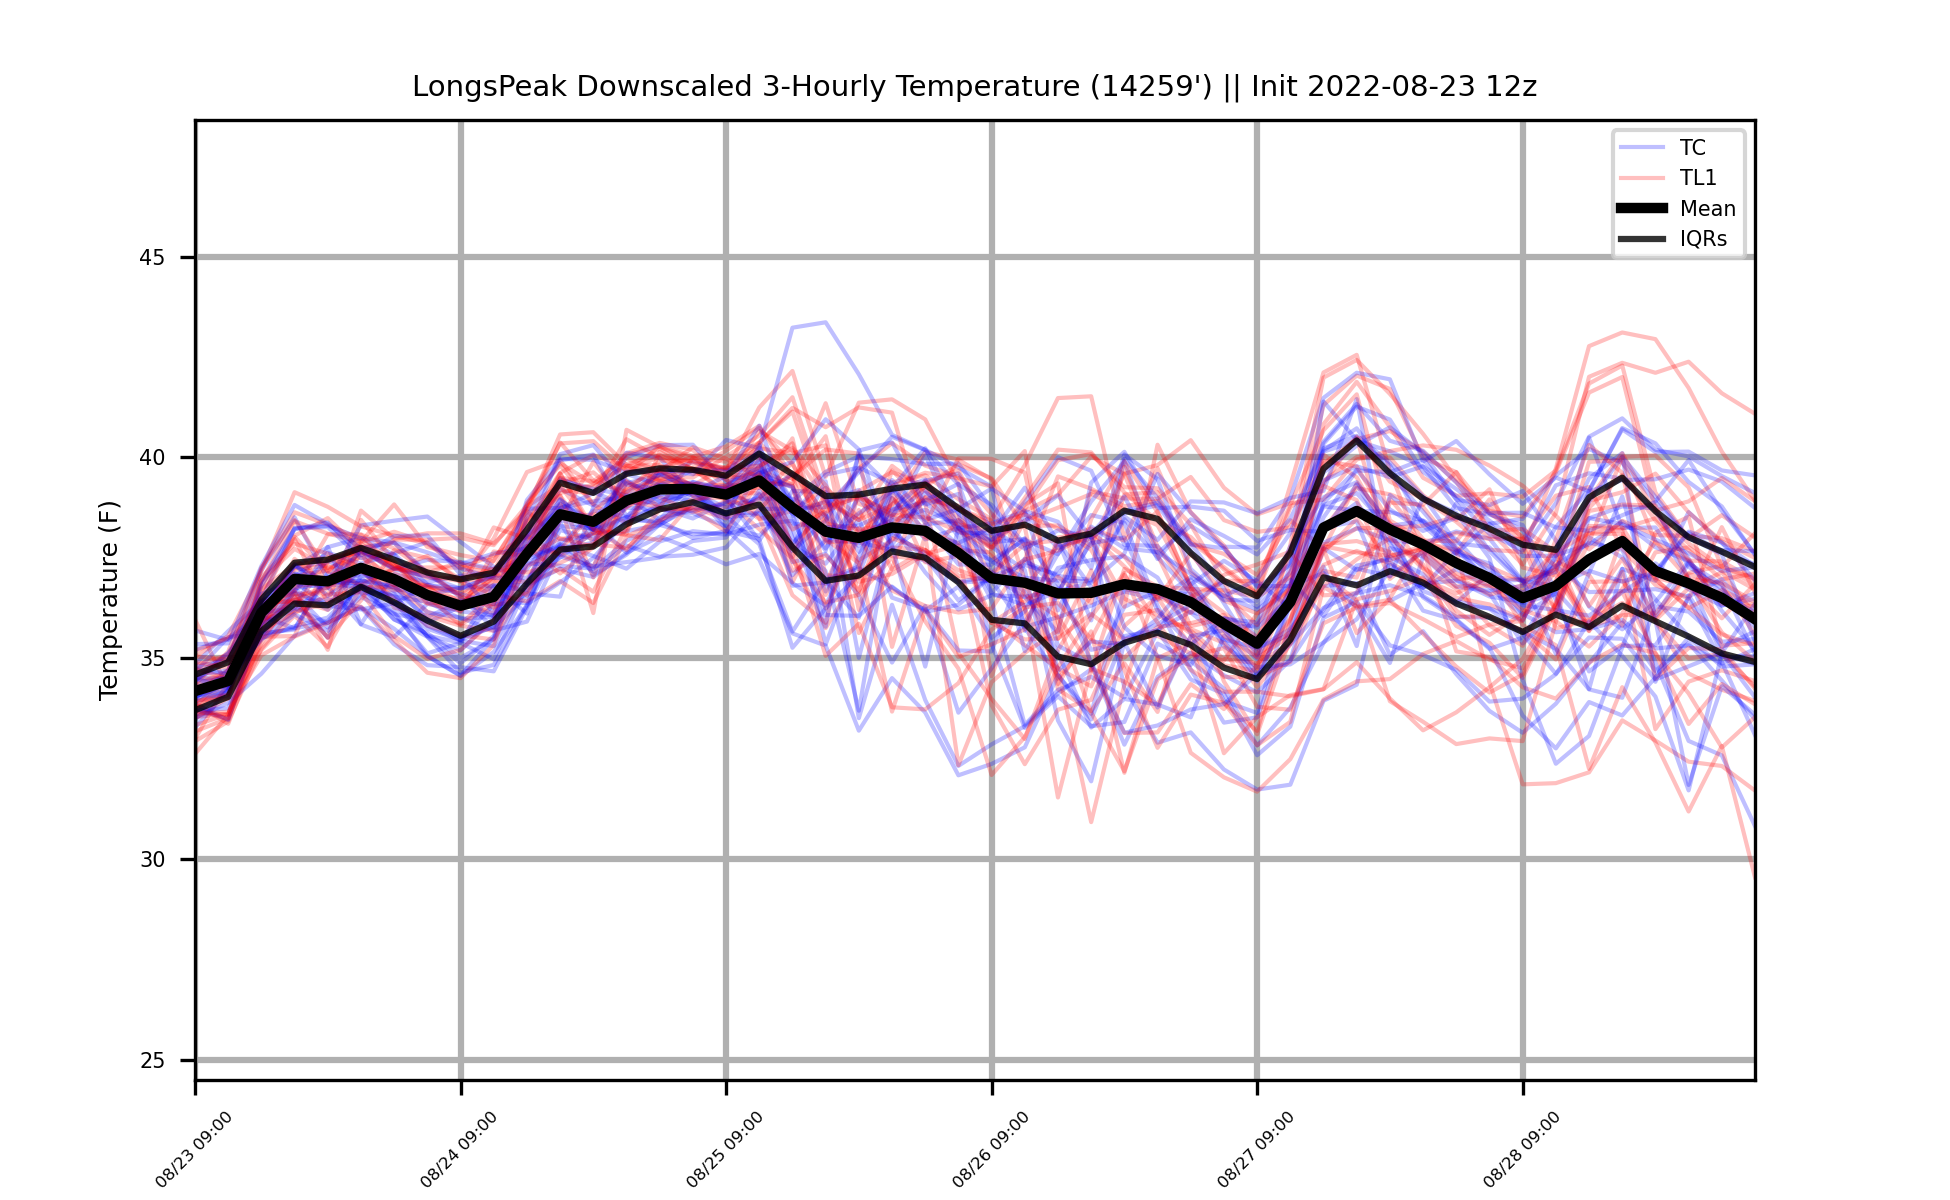 LongsPeak Downscaled 3-Hourly Temperature (14259') || Init 2022-08-23 12z
TC
TL1
Mean
IQRs
Temperature (F)
45
40
35
30
25
08/23 09:00
08/24 09:00
08/25 09:00
08/26 09:00
08/27 09:00
08/28 09:00